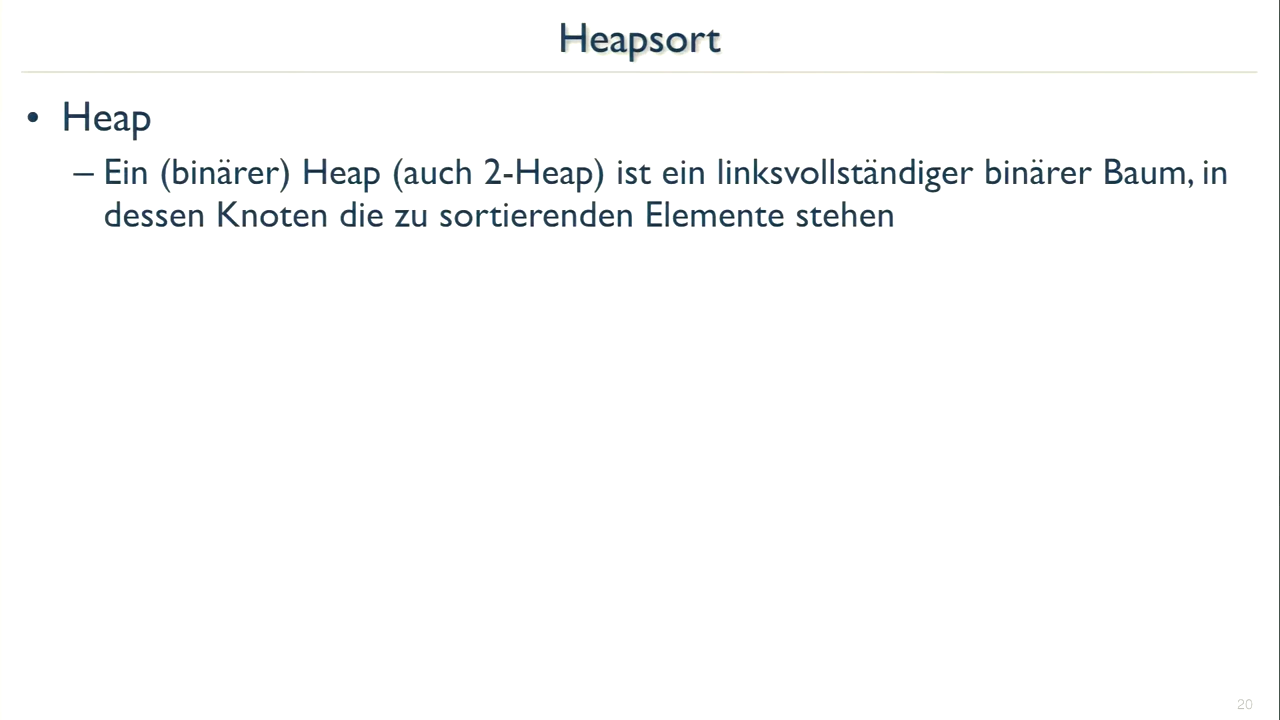 Heapsort
• Heap
– Ein (binärer) Heap (auch 2-Heap) ist ein linksvollständiger binärer Baum, in
dessen Knoten die zu sortierenden Elemente stehen
20